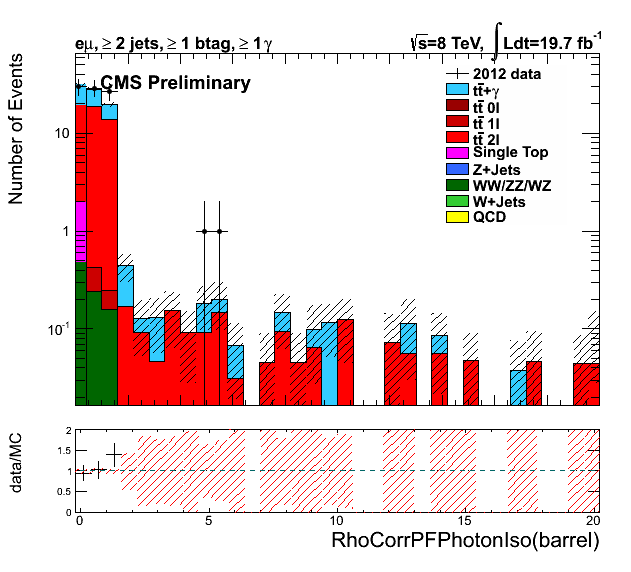 eμ, ≥ 2 jets, ≥ 1 btag, ≥ 1γ
√s=8 TeV, ∫Ldt=19.7 fb⁻¹
CMS Preliminary
2012 data
tt̄+γ
tt̄ 0l
tt̄ 1l
tt̄ 2l
Single Top
Z+Jets
WW/ZZ/WZ
W+Jets
QCD
Number of Events
10
1
10⁻¹
data/MC
2
1.5
1
0.5
0
0 5 10 15 20
RhoCorrPFPhotonIso(barrel)